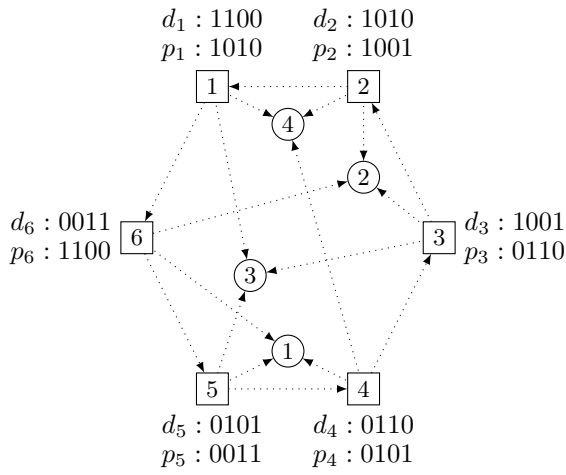 d₁ : 1100
p₁ : 1010
d₂ : 1010
p₂ : 1001
1
2
4
2
d₆ : 0011
p₆ : 1100
6
3
d₃ : 1001
p₃ : 0110
3
1
5
4
d₅ : 0101
p₅ : 0011
d₄ : 0110
p₄ : 0101